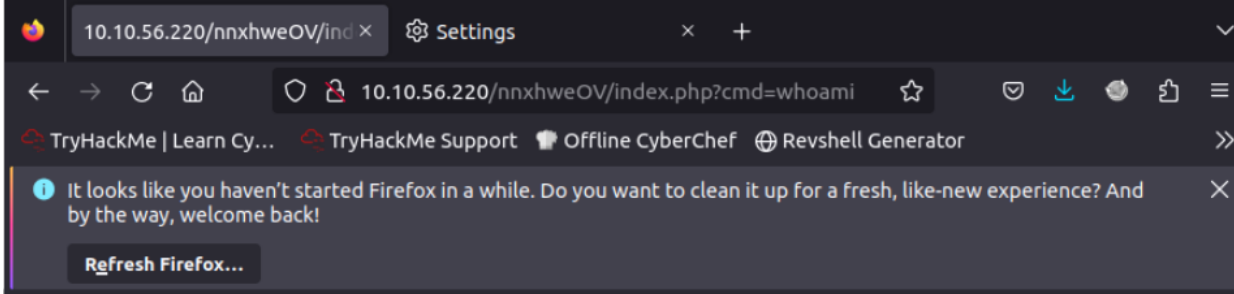 10.10.56.220/nnxhweOV/ind
Settings
10.10.56.220/nnxhweOV/index.php?cmd=whoami
TryHackMe | Learn Cy... TryHackMe Support Offline CyberChef Revshell Generator
It looks like you haven’t started Firefox in a while. Do you want to clean it up for a fresh, like-new experience? And
by the way, welcome back!
Refresh Firefox...